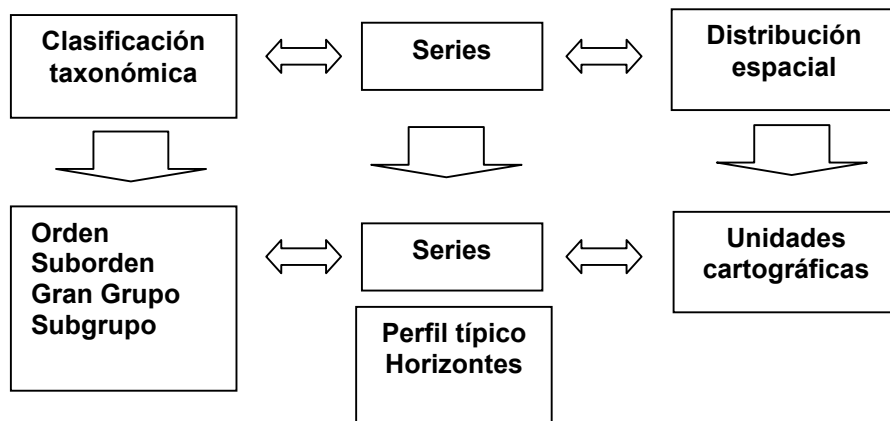 Clasificación
taxonómica
Series
Distribución
espacial
Orden
Suborden
Gran Grupo
Subgrupo
Series
Unidades
cartográficas
Perfil típico
Horizontes